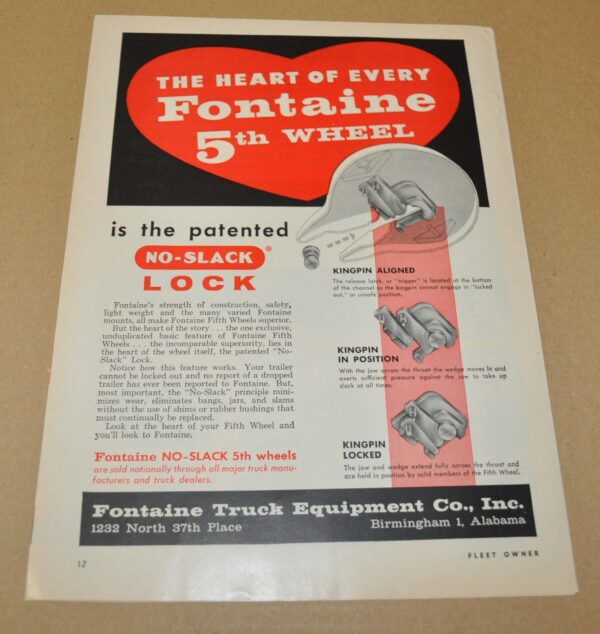 THE HEART OF EVERY
Fontaine
5th WHEEL
is the patented
NO-SLACK ®
LOCK
Fontaine's strength of construction, safety,
light weight and the many varied Fontaine
mounts, all make Fontaine Fifth Wheels superior.
But the heart of the story . . . the one exclusive,
unduplicated basic feature of Fontaine Fifth
Wheels . . . the incomparable superiority, lies in
the heart of the wheel itself, the patented "No-
Slack" Lock.
Notice how this feature works. Your trailer
cannot be locked out and no report of a dropped
trailer has ever been reported to Fontaine. But,
most important, the "No-Slack" principle mini-
mizes wear, eliminates bangs, jars, and slams
without the use of shims or rubber bushings that
must continually be replaced.
Look at the heart of your Fifth Wheel and
you'll look to Fontaine.
Fontaine NO-SLACK 5th wheels
are sold nationally through all major truck manu-
facturers and truck dealers.
KINGPIN ALIGNED
The release latch, or "trigger" is located at the bottom
of the channel so the kingpin cannot engage in "locked
out," or unsafe position.
KINGPIN
IN POSITION
With the jaw across the throat the wedge moves in and
exerts sufficient pressure against the jaw to take up
slack at all times.
KINGPIN
LOCKED
The jaw and wedge extend fully across the throat and
are held in position by solid members of the Fifth Wheel.
Fontaine Truck Equipment Co., Inc.
1232 North 37th Place
Birmingham 1, Alabama
12
FLEET OWNER